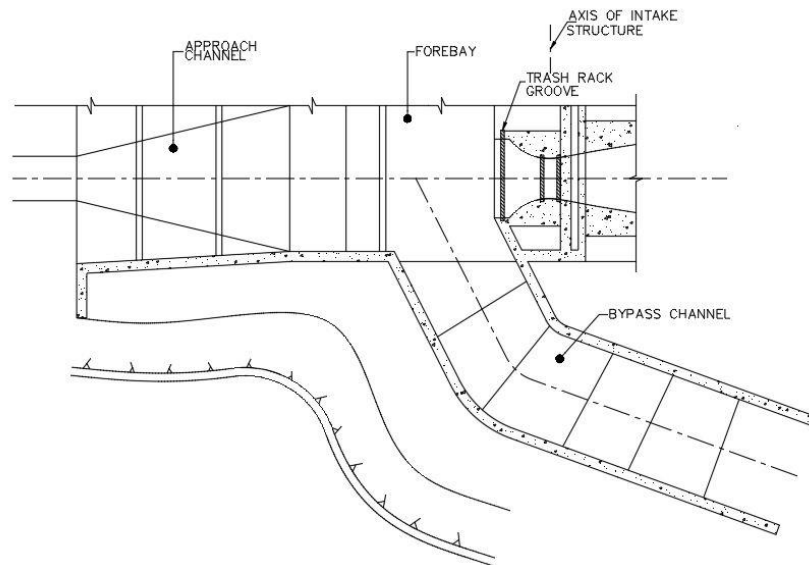 AXIS OF INTAKE
STRUCTURE
APPROACH
CHANNEL
FOREBAY
TRASH RACK
GROOVE
BYPASS CHANNEL